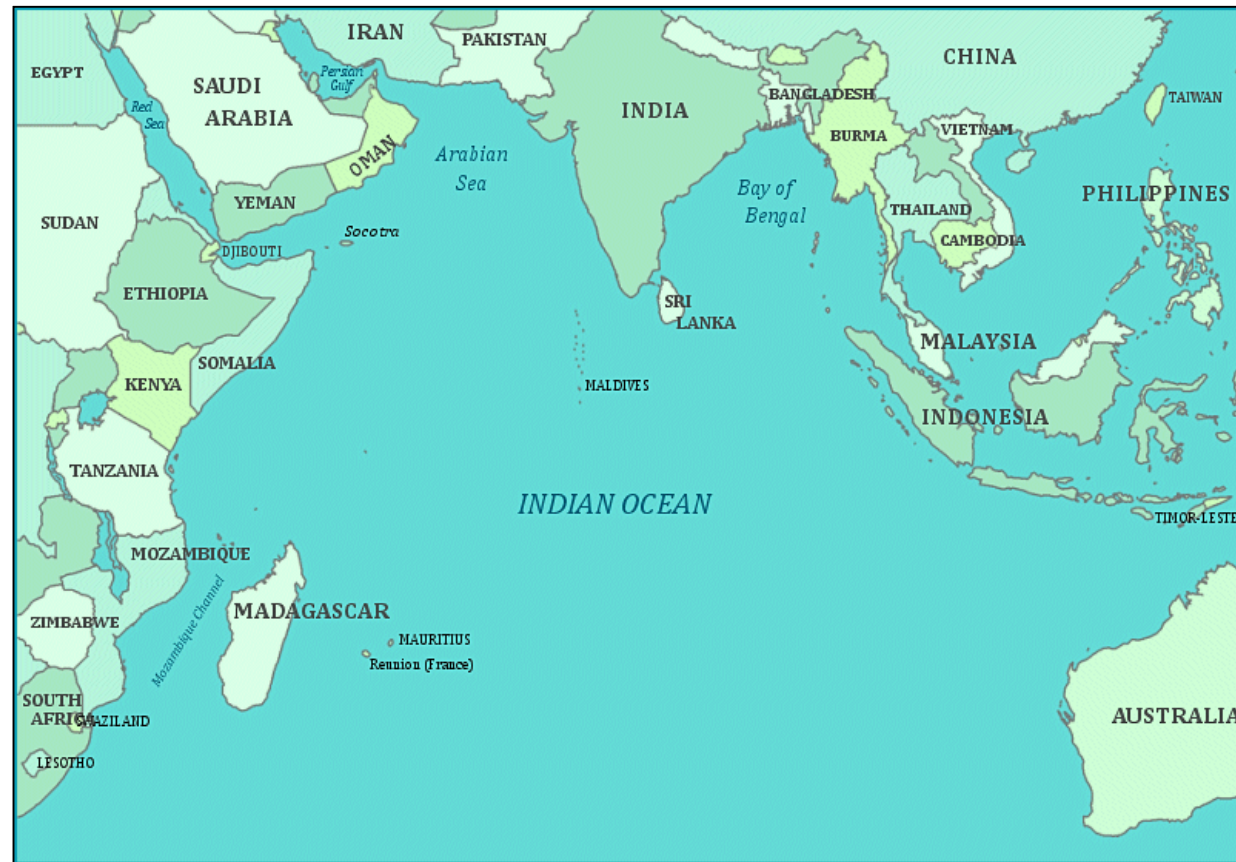 IRAN
PAKISTAN
CHINA
EGYPT
SAUDI
ARABIA
Persian
Gulf
Red
Sea
INDIA
BANGLADESH
TAIWAN
BURMA
VIETNAM
OMAN
Arabian
Sea
Bay of
Bengal
PHILIPPINES
YEMAN
THAILAND
SUDAN
Socotra
DJIBOUTI
CAMBODIA
ETHIOPIA
SRI
LANKA
MALAYSIA
SOMALIA
KENYA
MALDIVES
INDONESIA
TANZANIA
INDIAN OCEAN
TIMOR-LESTE
MOZAMBIQUE
Mozambique Channel
MADAGASCAR
ZIMBABWE
MAURITIUS
Reunion (France)
SOUTH
AFRICA
SWAZILAND
AUSTRALIA
LESOTHO